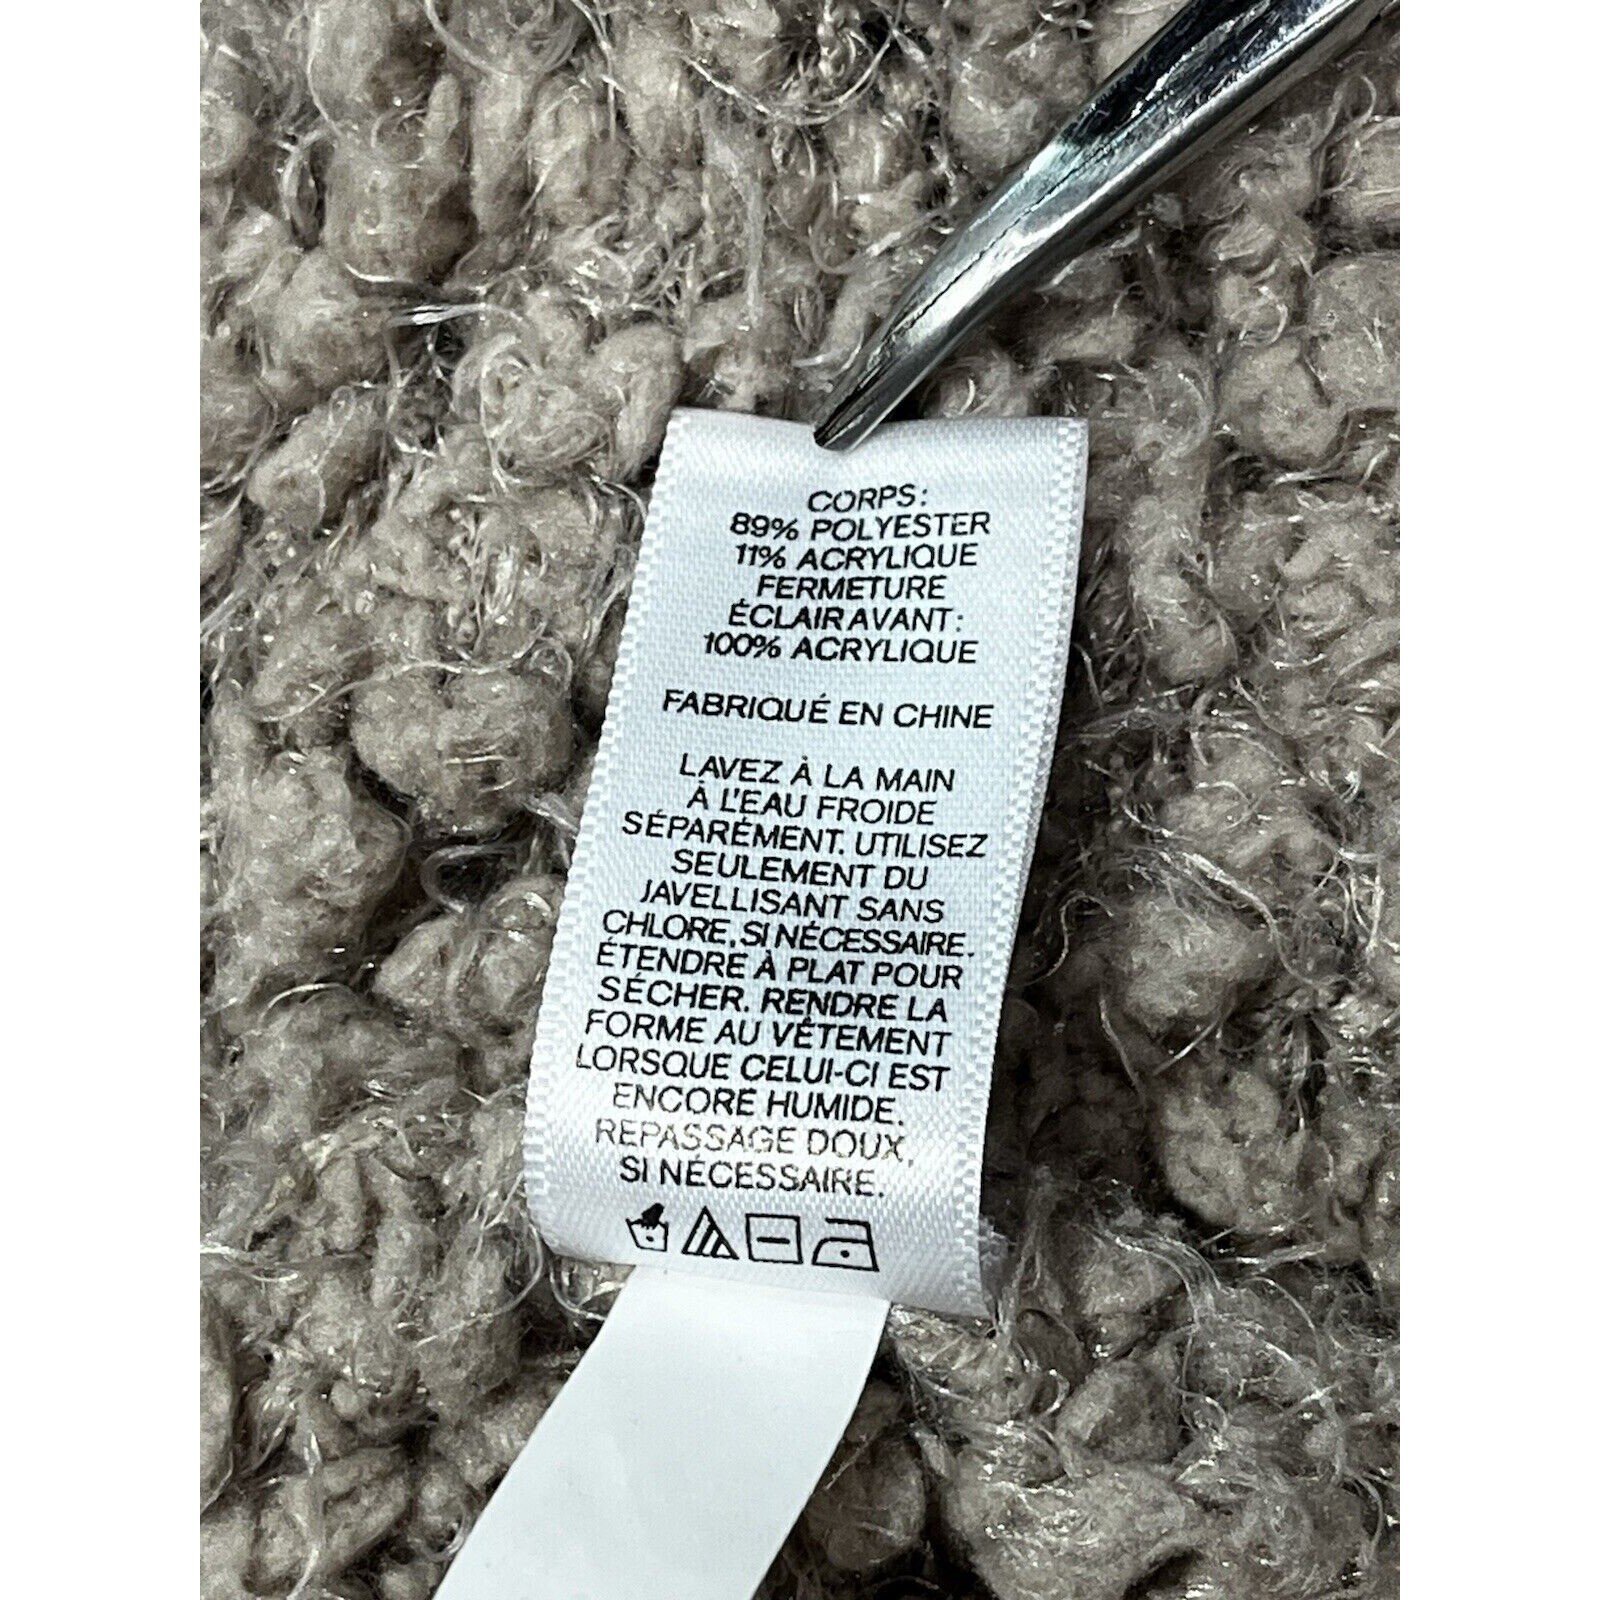 CORPS:
89% POLYESTER
11% ACRYLIQUE
FERMETURE
ÉCLAIR AVANT:
100% ACRYLIQUE
FABRIQUÉ EN CHINE
LAVEZ À LA MAIN
À L'EAU FROIDE
SÉPARÉMENT. UTILISEZ
SEULEMENT DU
JAVELLISANT SANS
CHLORE, SI NÉCESSAIRE.
ÉTENDRE À PLAT POUR
SÉCHER. RENDRE LA
FORME AU VÊTEMENT
LORSQUE CELUI-CI EST
ENCORE HUMIDE.
REPASSAGE DOUX,
SI NÉCESSAIRE.